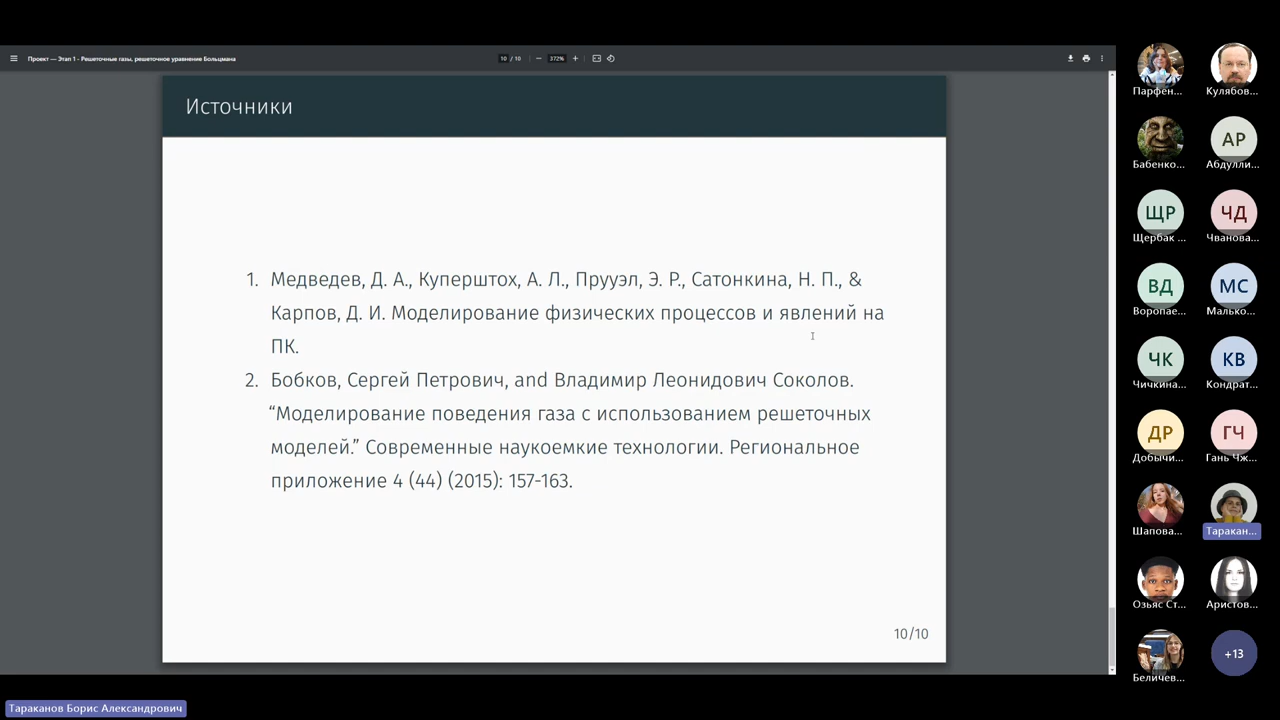 Проект — Этап 1 - Решеточные газы, решеточное уравнение Больцмана
10 / 10
372%
Источники
1. Медведев, Д. А., Куперштох, А. Л., Прууэл, Э. Р., Сатонкина, Н. П., &
Карпов, Д. И. Моделирование физических процессов и явлений на
ПК.
2. Бобков, Сергей Петрович, and Владимир Леонидович Соколов.
“Моделирование поведения газа с использованием решеточных
моделей.” Современные наукоемкие технологии. Региональное
приложение 4 (44) (2015): 157-163.
10/10
Парфен...
Кулябов...
Бабенко...
АР
Абдулли...
ЩР
Щербак ...
ЧД
Чванова...
ВД
Воропае...
МС
Малько...
ЧК
Чичкина...
КВ
Кондрат...
ДР
Добычи...
ГЧ
Гань Чж...
Шапова...
Таракан...
Озьяс Ст...
Аристов...
Беличев...
+13
Тараканов Борис Александрович